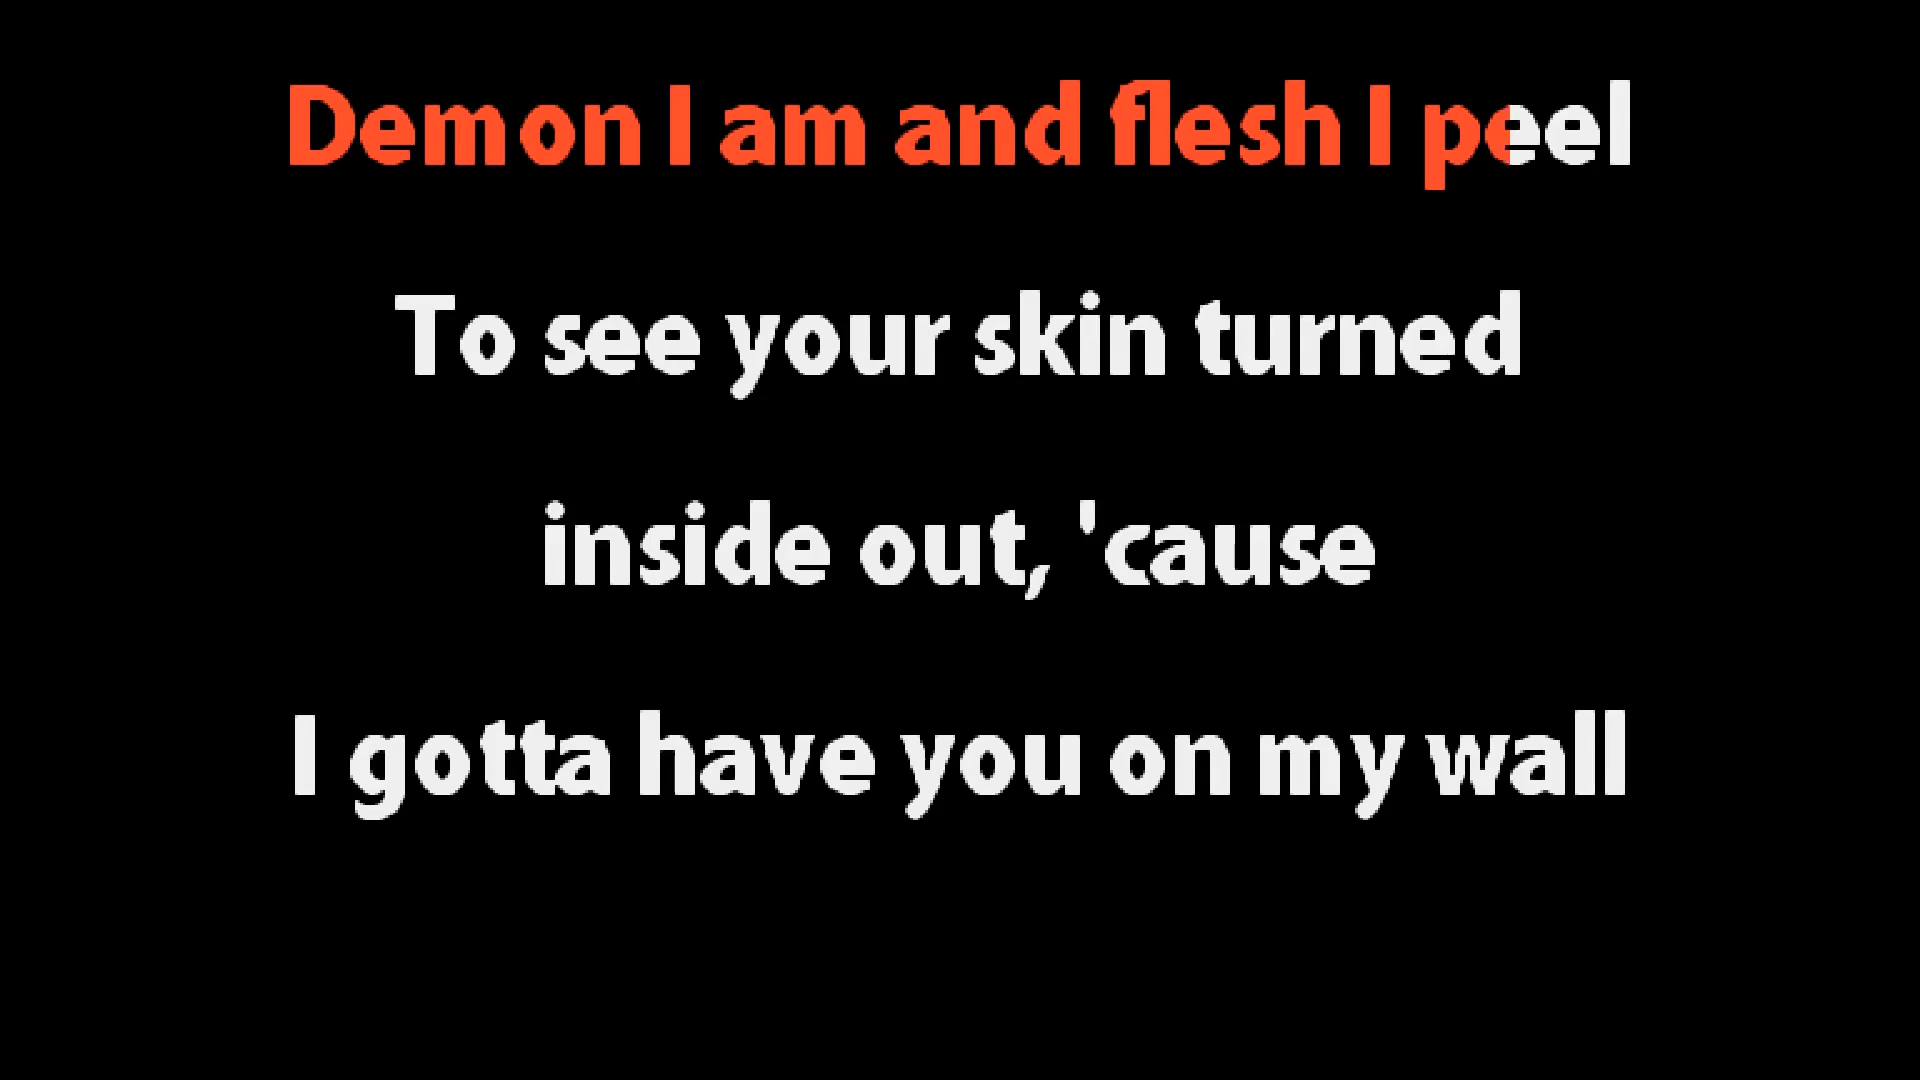 Demon I am and flesh I peel
To see your skin turned
inside out, 'cause
I gotta have you on my wall